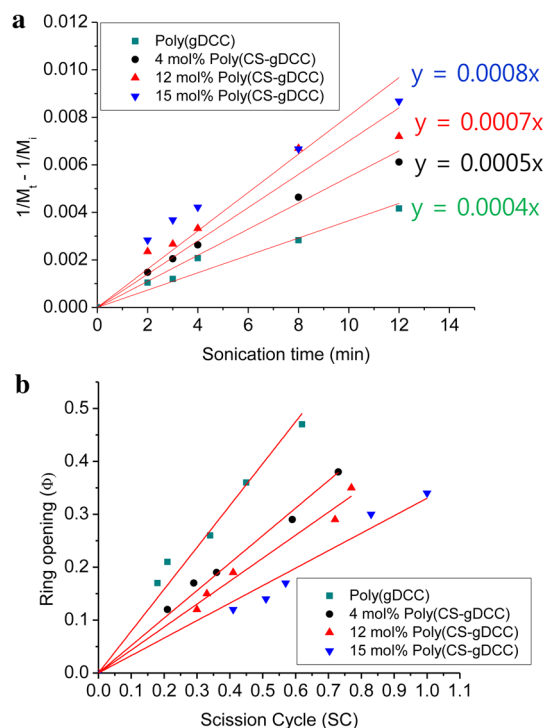 a
Poly(gDCC)
4 mol% Poly(CS-gDCC)
12 mol% Poly(CS-gDCC)
15 mol% Poly(CS-gDCC)
y = 0.0008x
y = 0.0007x
y = 0.0005x
y = 0.0004x
0.012
0.010
0.008
0.006
0.004
0.002
0.000
1/Mt - 1/Mi
0 2 4 6 8 10 12 14
Sonication time (min)
b
0.5
0.4
0.3
0.2
0.1
0.0
Ring opening (Φ)
Poly(gDCC)
4 mol% Poly(CS-gDCC)
12 mol% Poly(CS-gDCC)
15 mol% Poly(CS-gDCC)
0.0 0.1 0.2 0.3 0.4 0.5 0.6 0.7 0.8 0.9 1.0 1.1
Scission Cycle (SC)